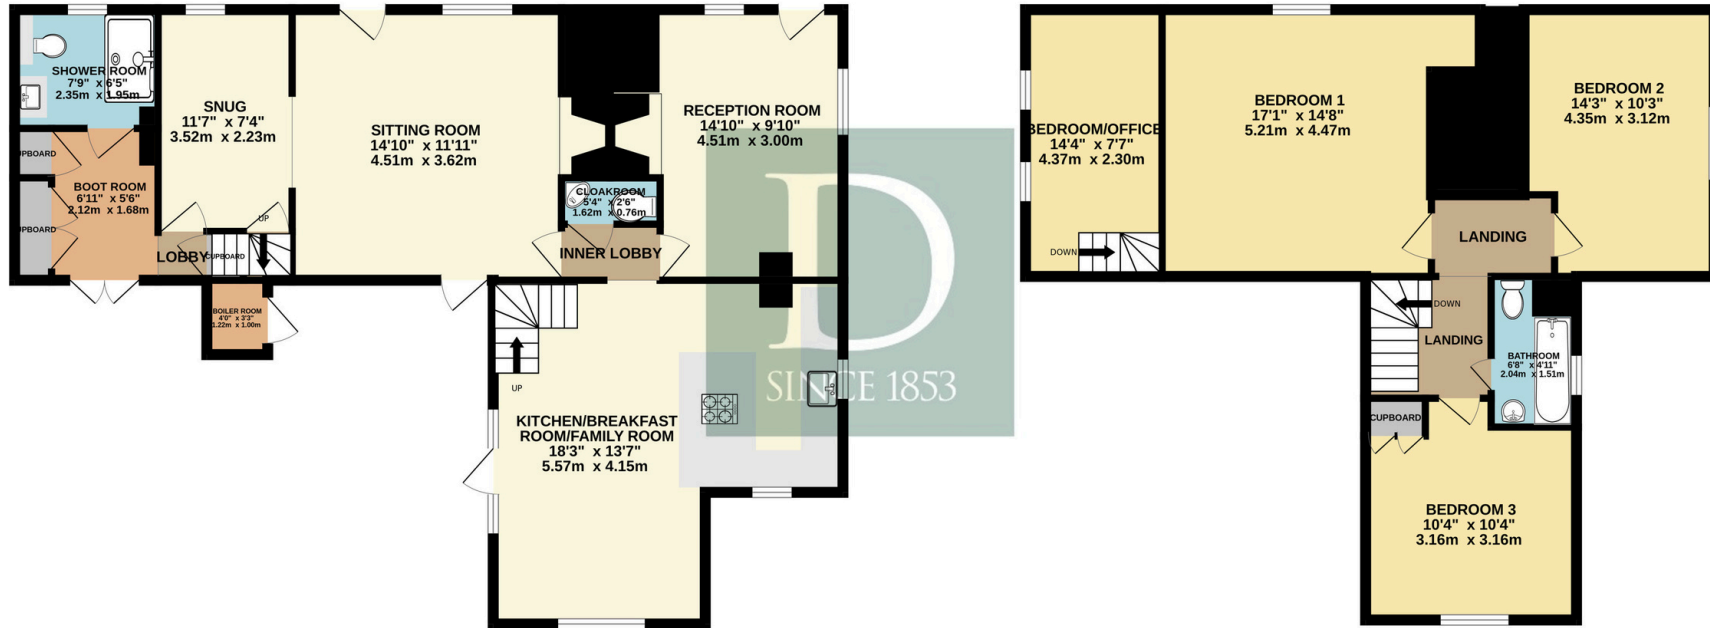 SHOWER ROOM
7'9" x 6'5"
2.35m x 1.95m
SNUG
11'7" x 7'4"
3.52m x 2.23m
SITTING ROOM
14'10" x 11'11"
4.51m x 3.62m
RECEPTION ROOM
14'10" x 9'10"
4.51m x 3.00m
UPBOARD
BOOT ROOM
6'11" x 5'6"
2.12m x 1.68m
UPBOARD
CLOAKROOM
5'4" x 2'6"
1.62m x 0.76m
UP
LOBBY
CUPBOARD
INNER LOBBY
BOILER ROOM
4'0" x 3'3"
1.22m x 1.00m
UP
KITCHEN/BREAKFAST
ROOM/FAMILY ROOM
18'3" x 13'7"
5.57m x 4.15m
D
SINCE 1853
BEDROOM/OFFICE
14'4" x 7'7"
4.37m x 2.30m
DOWN
BEDROOM 1
17'1" x 14'8"
5.21m x 4.47m
BEDROOM 2
14'3" x 10'3"
4.35m x 3.12m
LANDING
DOWN
LANDING
BATHROOM
6'8" x 4'11"
2.04m x 1.51m
CUPBOARD
BEDROOM 3
10'4" x 10'4"
3.16m x 3.16m